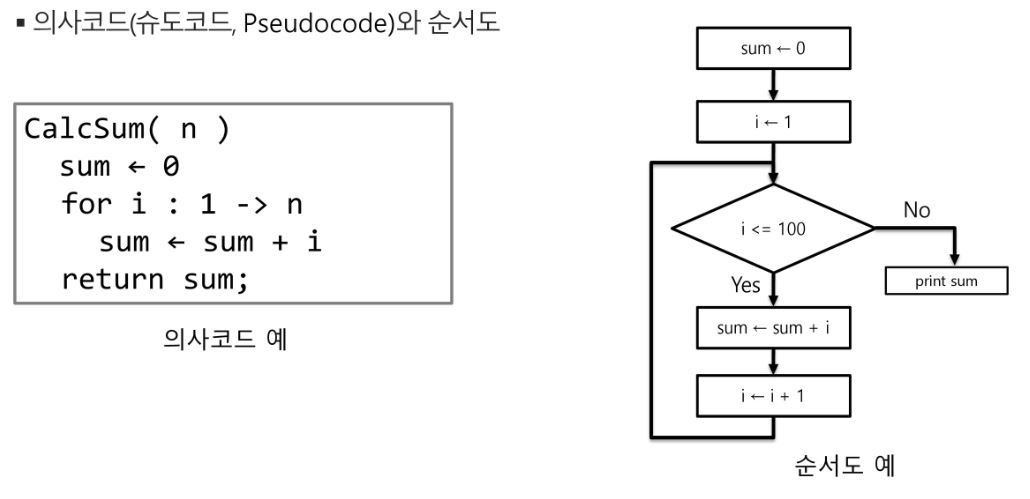 ▪ 의사코드(슈도코드, Pseudocode)와 순서도
CalcSum( n )
sum ← 0
for i : 1 -> n
sum ← sum + i
return sum;
의사코드 예
sum ← 0
i ← 1
i <= 100
No
print sum
Yes
sum ← sum + i
i ← i + 1
순서도 예